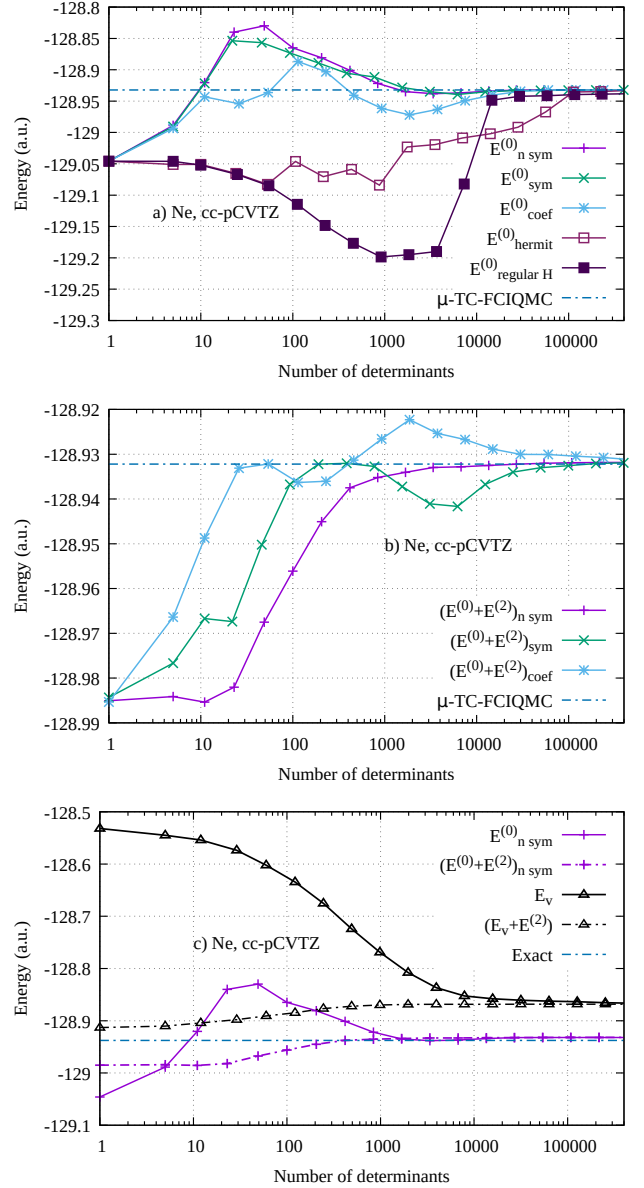 -128.8
-128.85
-128.9
-128.95
-129
-129.05
-129.1
-129.15
-129.2
-129.25
-129.3
Energy (a.u.)
a) Ne, cc-pCVTZ
E(0)n sym
E(0)sym
E(0)coef
E(0)hermit
E(0)regular H
μ-TC-FCIQMC
1 10 100 1000 10000 100000
Number of determinants
-128.92
-128.93
-128.94
-128.95
-128.96
-128.97
-128.98
-128.99
Energy (a.u.)
b) Ne, cc-pCVTZ
(E(0)+E(2))n sym
(E(0)+E(2))sym
(E(0)+E(2))coef
μ-TC-FCIQMC
1 10 100 1000 10000 100000
Number of determinants
-128.5
-128.6
-128.7
-128.8
-128.9
-129
-129.1
Energy (a.u.)
c) Ne, cc-pCVTZ
E(0)n sym
(E(0)+E(2))n sym
Ev
(Ev+E(2))
Exact
1 10 100 1000 10000 100000
Number of determinants